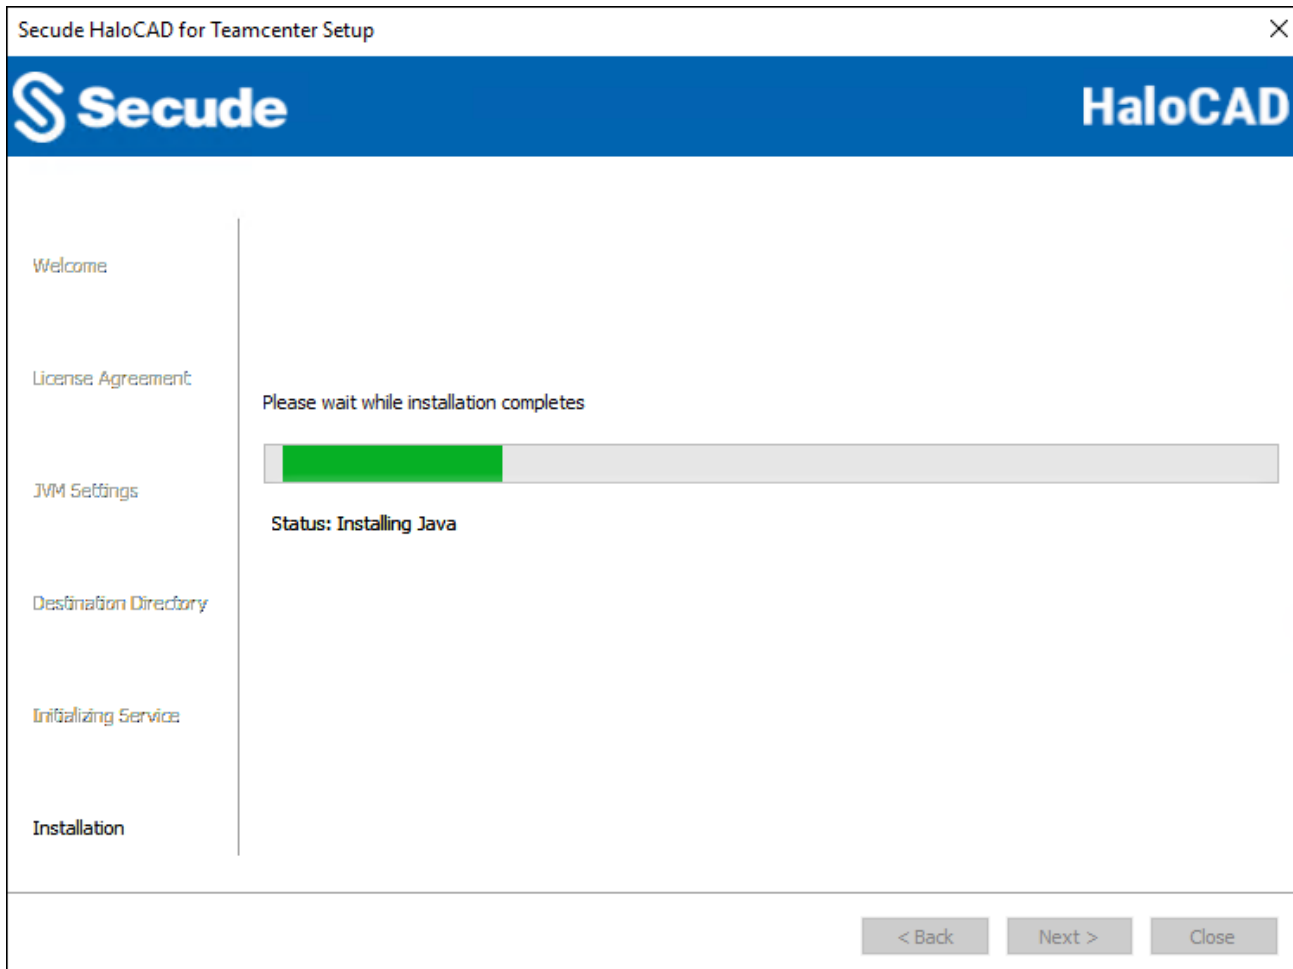 Secude HaloCAD for Teamcenter Setup
Secude
HaloCAD
Welcome
License Agreement
Please wait while installation completes
JVM Settings
Status: Installing Java
Destination Directory
Initializing Service
Installation
< Back
Next >
Close